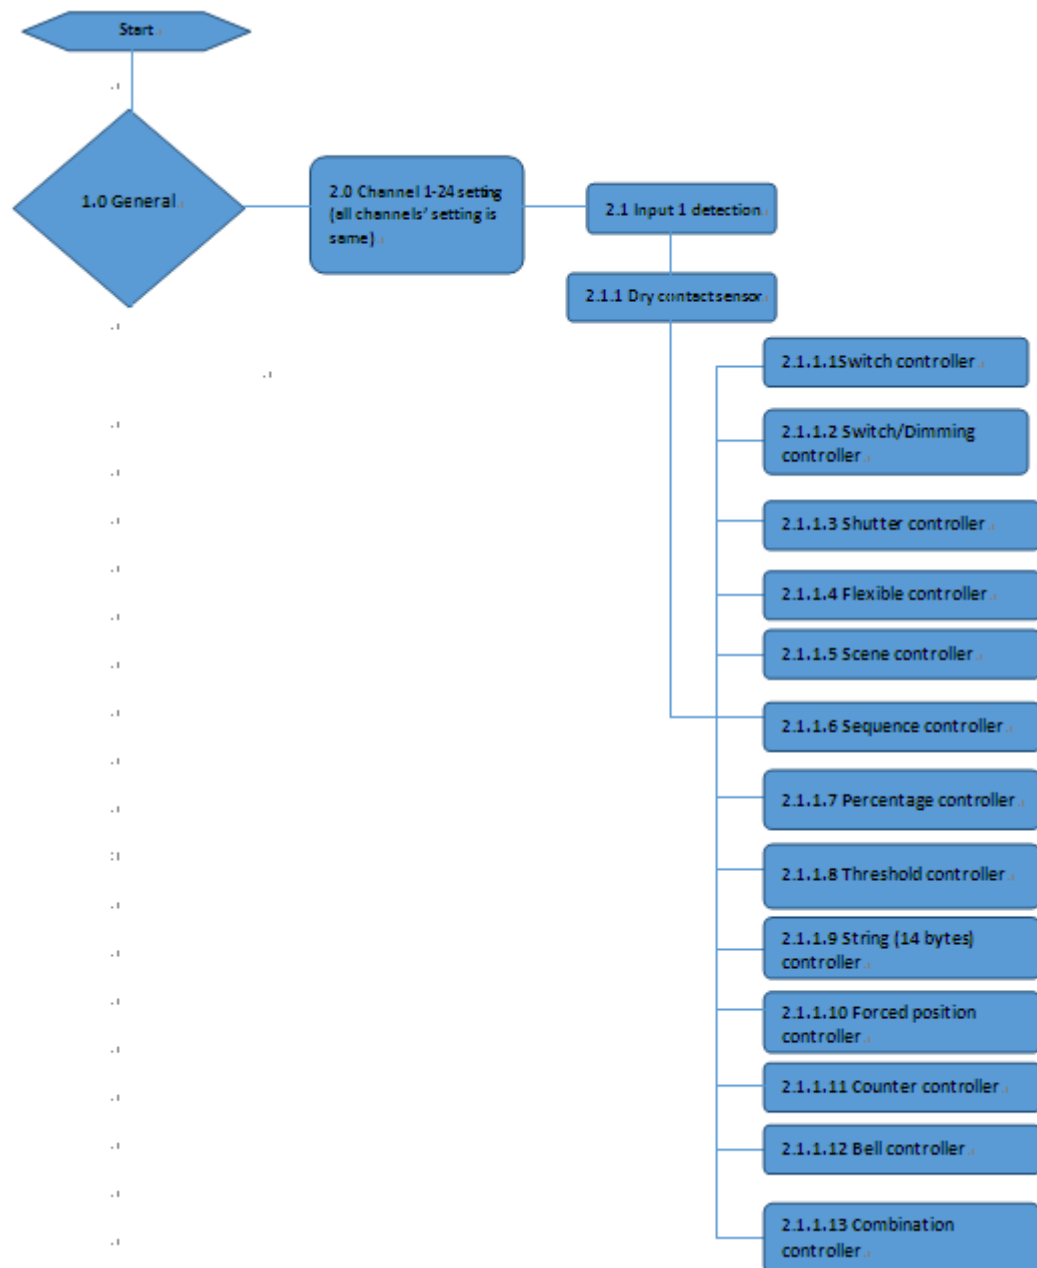 Start
1.0 General
2.0 Channel 1-24 setting
(all channels' setting is
same)
2.1 Input 1 detection
2.1.1 Dry contact sensor
2.1.1.1Switch controller
2.1.1.2 Switch/Dimming
controller
2.1.1.3 Shutter controller
2.1.1.4 Flexible controller
2.1.1.5 Scene controller
2.1.1.6 Sequence controller
2.1.1.7 Percentage controller
2.1.1.8 Threshold controller
2.1.1.9 String (14 bytes)
controller
2.1.1.10 Forced position
controller
2.1.1.11 Counter controller
2.1.1.12 Bell controller
2.1.1.13 Combination
controller